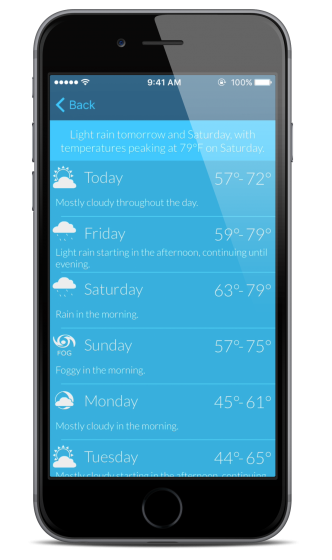 9:41 AM 100%
Back
Light rain tomorrow and Saturday, with
temperatures peaking at 79°F on Saturday.
Today 57°-72°
Mostly cloudy throughout the day.
Friday 59°-79°
Light rain starting in the afternoon, continuing until
evening.
Saturday 63°-79°
Rain in the morning.
Sunday 57°-75°
FOG
Foggy in the morning.
Monday 45°-61°
Mostly cloudy in the morning.
Tuesday 44°-65°
Mostly cloudy starting in the afternoon, continuing